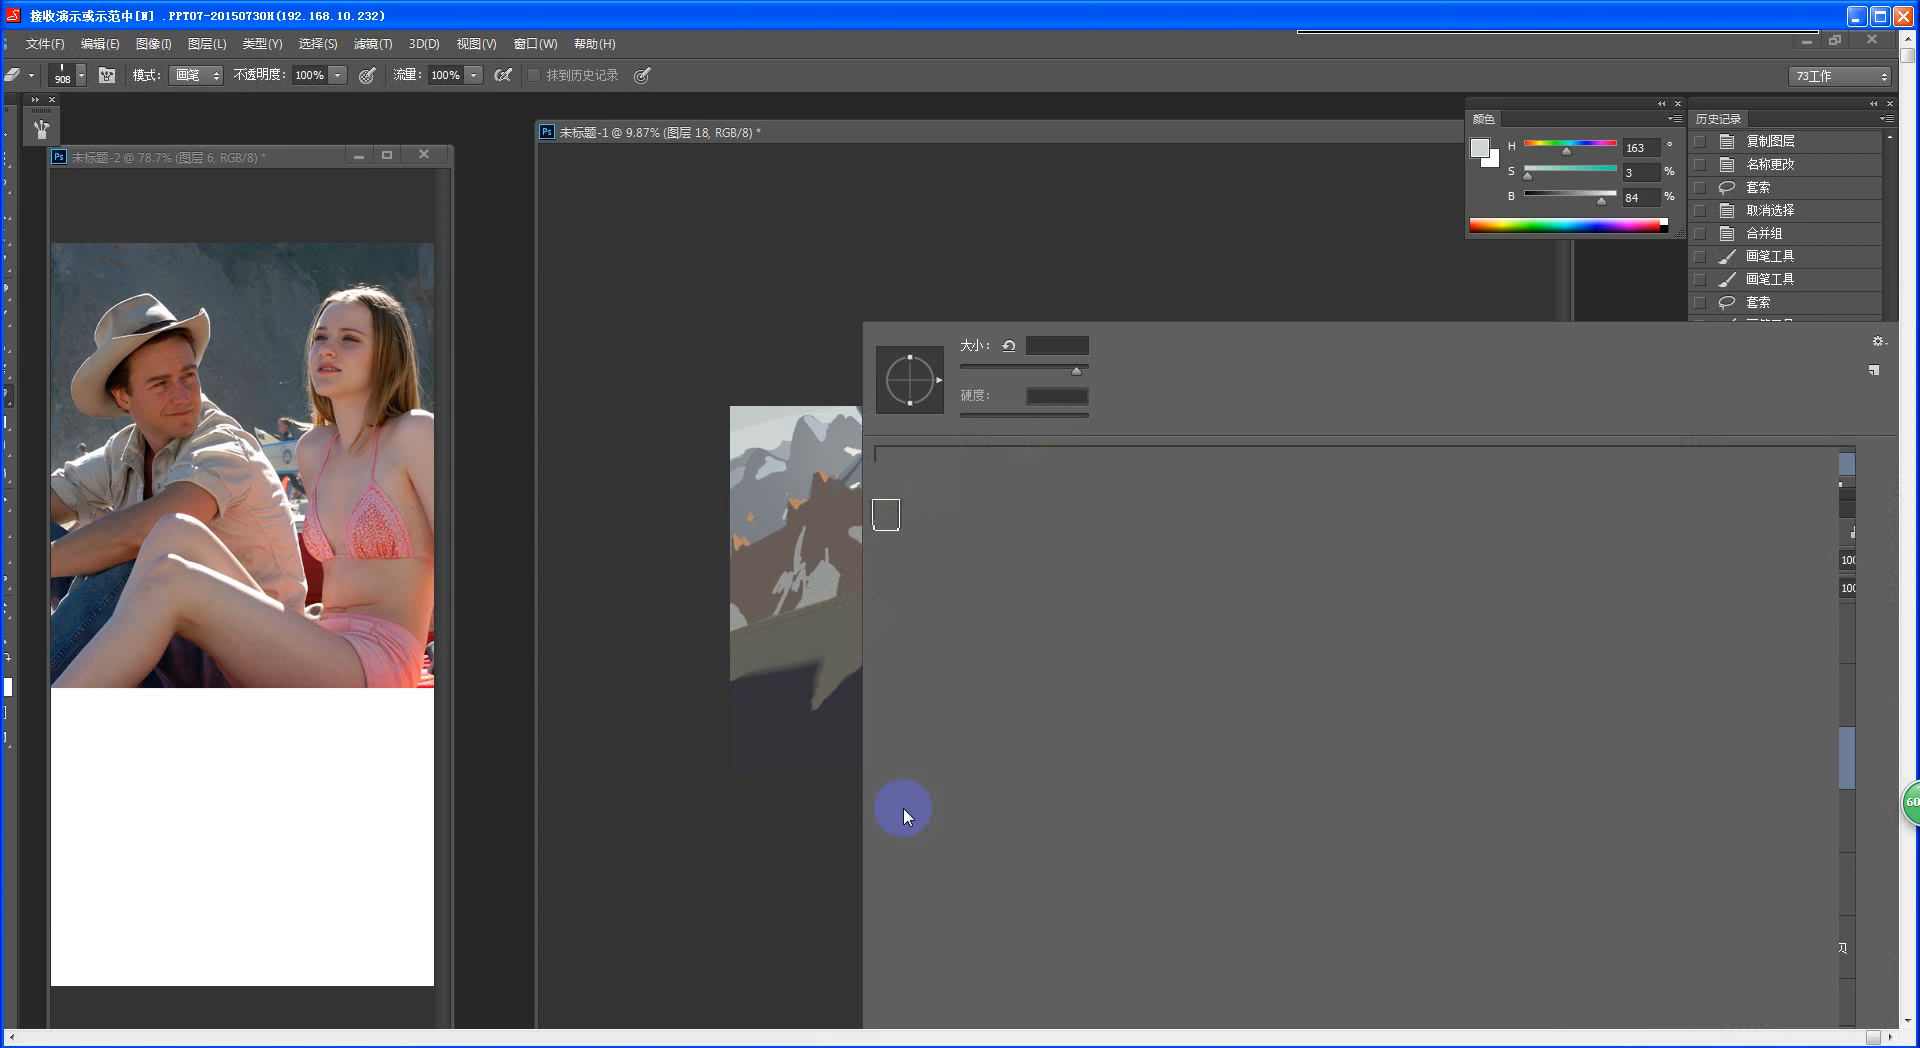 接收演示或示范中[N] .PPT07-20150730H(192.168.10.232)
文件(F) 编辑(E) 图像(I) 图层(L) 类型(Y) 选择(S) 滤镜(T) 3D(D) 视图(V) 窗口(W) 帮助(H)
908 模式: 画笔 不透明度: 100% 流量: 100% 抹到历史记录 73工作
Ps 未标题-1 @ 9.87% (图层 18, RGB/8) *
Ps 未标题-2 @ 78.7% (图层 6, RGB/8) *
颜色
H 163 °
S 3 %
B 84 %
历史记录
复制图层
名称更改
套索
取消选择
合并组
画笔工具
画笔工具
套索
大小:
硬度:
100
100
60